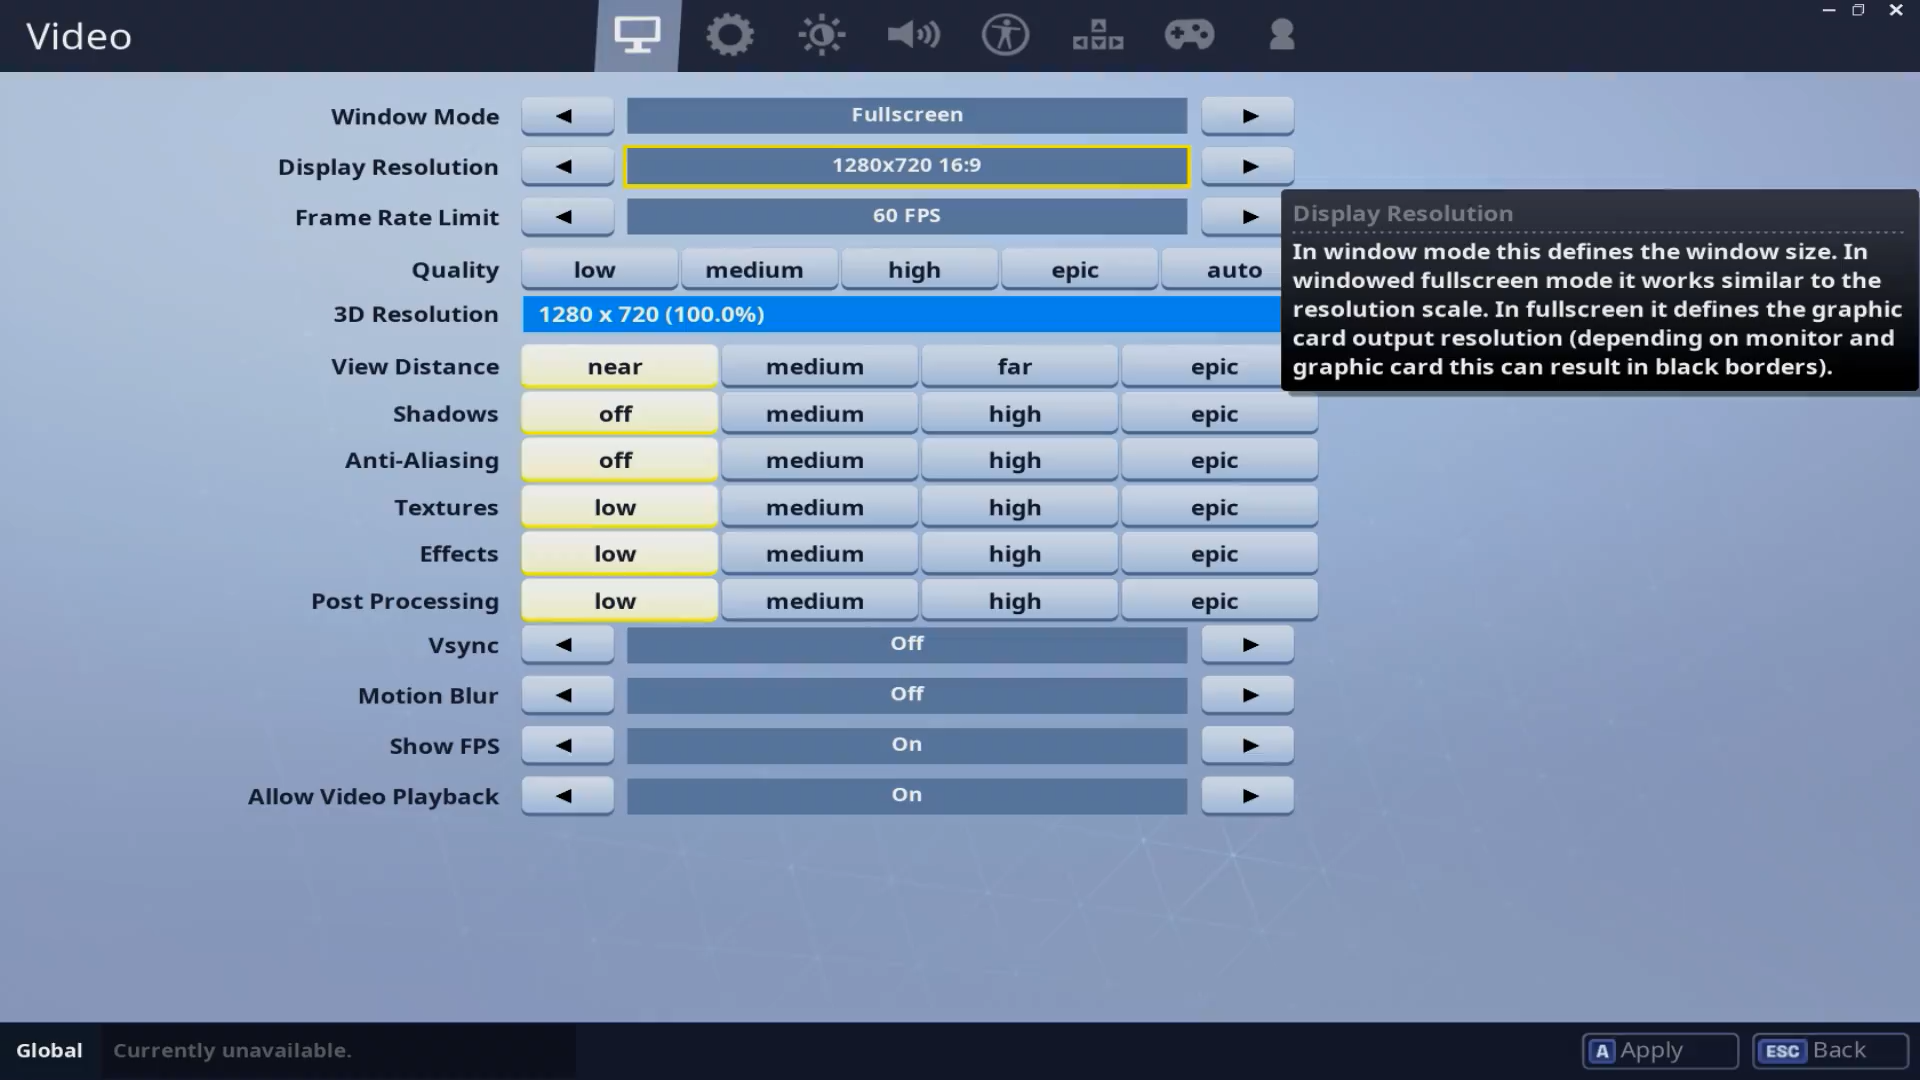 Video
Window Mode Fullscreen
Display Resolution 1280x720 16:9
Frame Rate Limit 60 FPS
Display Resolution
In window mode this defines the window size. In
windowed fullscreen mode it works similar to the
resolution scale. In fullscreen it defines the graphic
card output resolution (depending on monitor and
graphic card this can result in black borders).
Quality low medium high epic auto
3D Resolution 1280 x 720 (100.0%)
View Distance near medium far epic
Shadows off medium high epic
Anti-Aliasing off medium high epic
Textures low medium high epic
Effects low medium high epic
Post Processing low medium high epic
Vsync Off
Motion Blur Off
Show FPS On
Allow Video Playback On
Global Currently unavailable. A Apply ESC Back